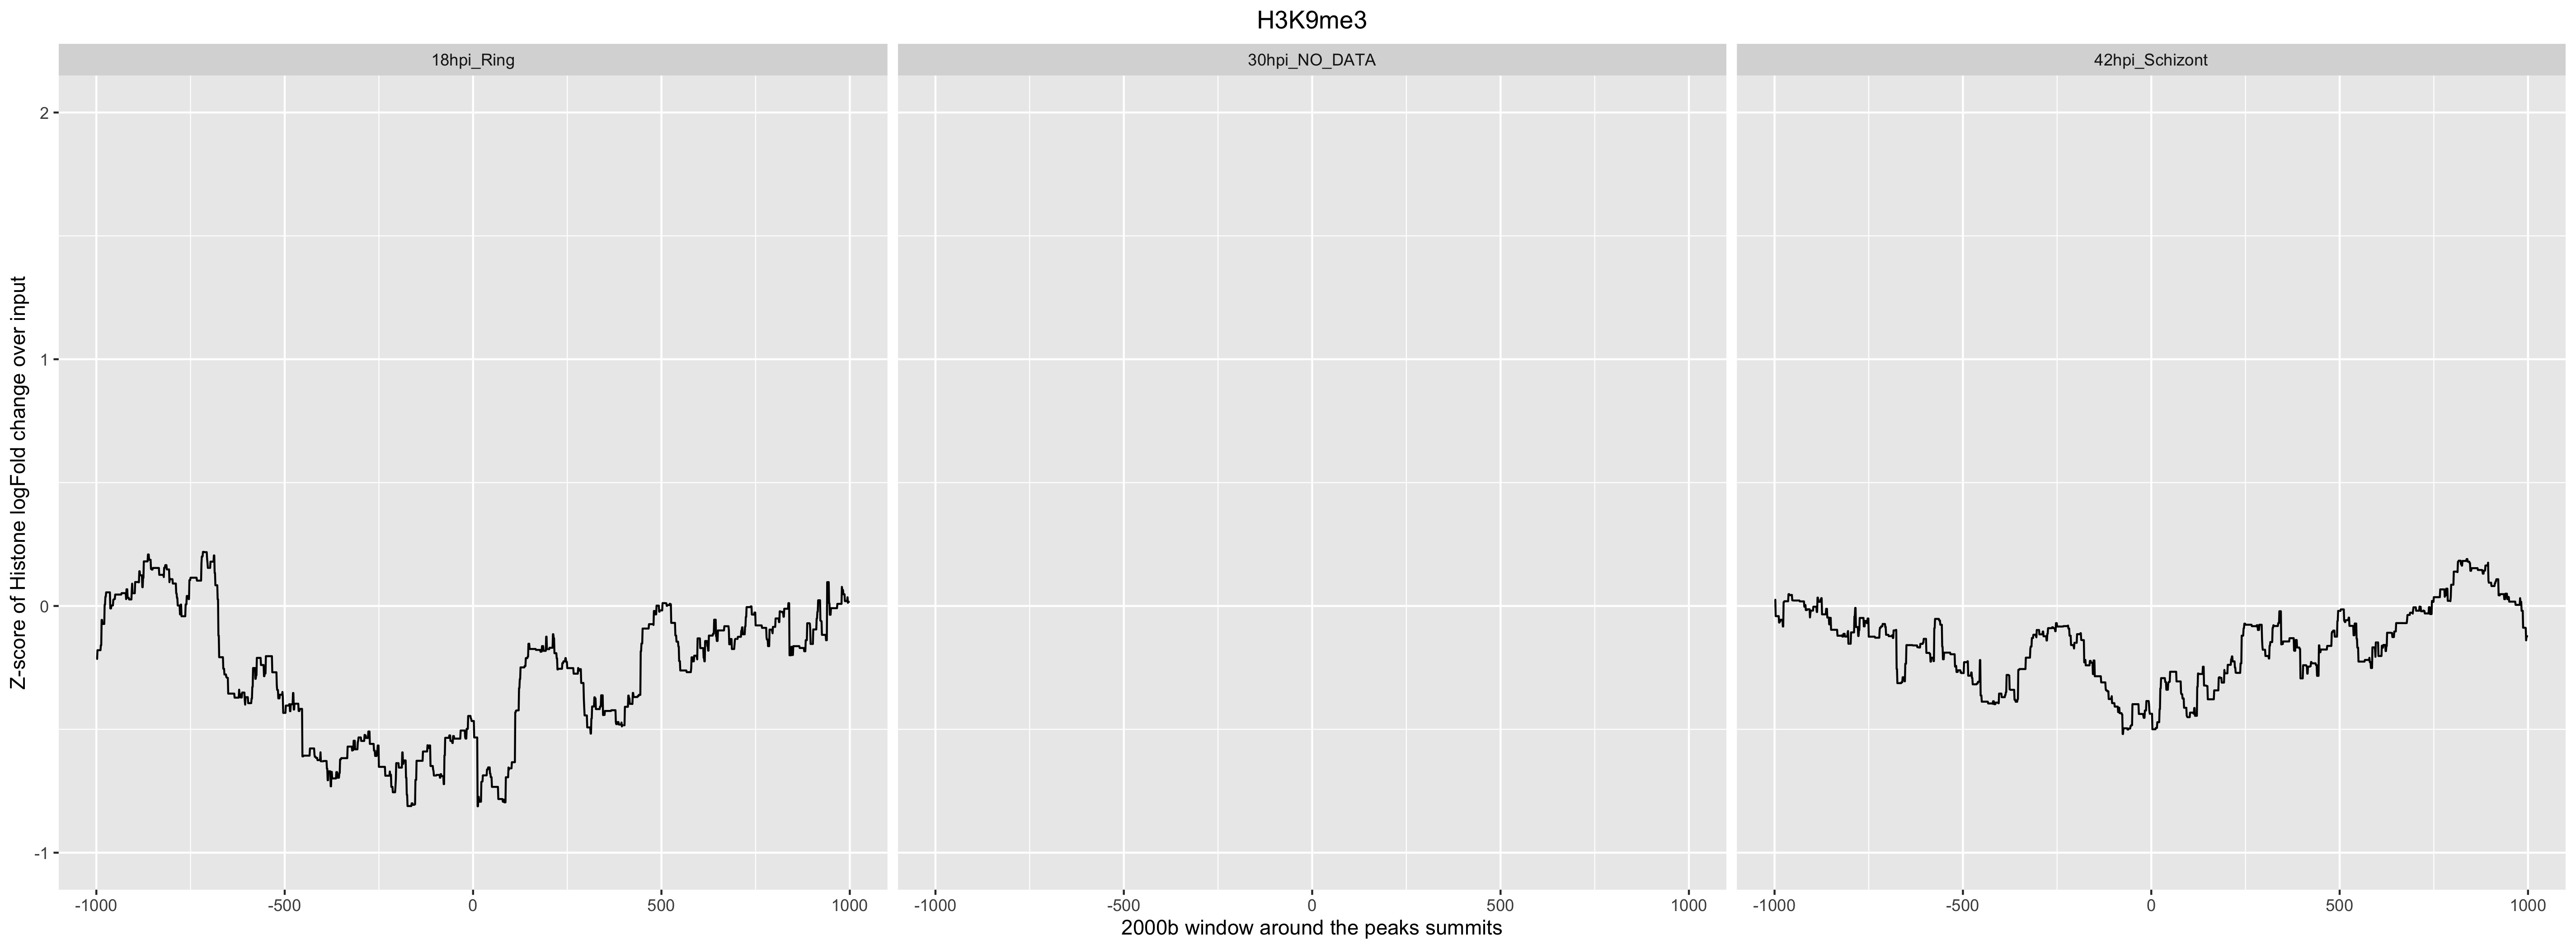 H3K9me3
18hpi_Ring 30hpi_NO_DATA 42hpi_Schizont
Z-score of Histone logFold change over input
2
1
0
-1
-1000 -500 0 500 1000 -1000 -500 0 500 1000 -1000 -500 0 500 1000
2000b window around the peaks summits